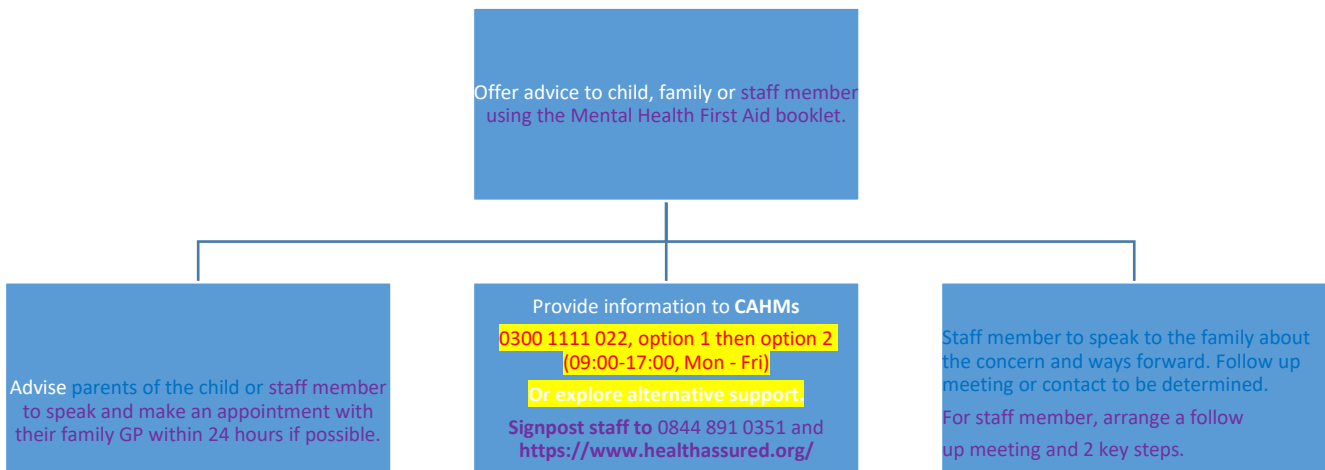 Offer advice to child, family or staff member
using the Mental Health First Aid booklet.
Advise parents of the child or staff member
to speak and make an appointment with
their family GP within 24 hours if possible.
Provide information to CAHMs
0300 1111 022, option 1 then option 2
(09:00-17:00, Mon - Fri)
Or explore alternative support.
Signpost staff to 0844 891 0351 and
https://www.healthassured.org/
Staff member to speak to the family about
the concern and ways forward. Follow up
meeting or contact to be determined.
For staff member, arrange a follow
up meeting and 2 key steps.